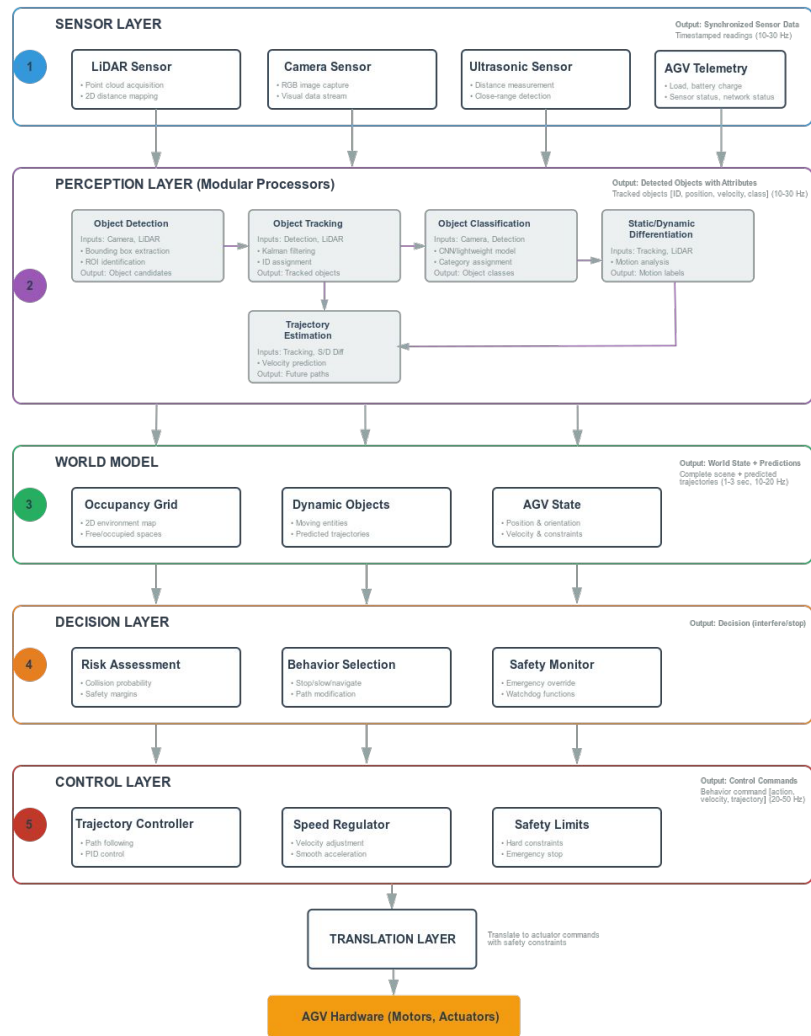 SENSOR LAYER
Output: Synchronized Sensor Data
Timestamped readings (10-30 Hz)
1
LiDAR Sensor
• Point cloud acquisition
• 2D distance mapping
Camera Sensor
• RGB image capture
• Visual data stream
Ultrasonic Sensor
• Distance measurement
• Close-range detection
AGV Telemetry
• Load, battery charge
• Sensor status, network status
PERCEPTION LAYER (Modular Processors)
Output: Detected Objects with Attributes
Tracked objects [ID, position, velocity, class] (10-30 Hz)
2
Object Detection
Inputs: Camera, LiDAR
• Bounding box extraction
• ROI identification
Output: Object candidates
Object Tracking
Inputs: Detection, LiDAR
• Kalman filtering
• ID assignment
Output: Tracked objects
Object Classification
Inputs: Camera, Detection
• CNN/lightweight model
• Category assignment
Output: Object classes
Static/Dynamic
Differentiation
Inputs: Tracking, LiDAR
• Motion analysis
Output: Motion labels
Trajectory
Estimation
Inputs: Tracking, S/D Diff
• Velocity prediction
Output: Future paths
WORLD MODEL
Output: World State + Predictions
Complete scene + predicted
trajectories (1-3 sec, 10-20 Hz)
3
Occupancy Grid
• 2D environment map
• Free/occupied spaces
Dynamic Objects
• Moving entities
• Predicted trajectories
AGV State
• Position & orientation
• Velocity & constraints
DECISION LAYER
Output: Decision (interfere/stop)
4
Risk Assessment
• Collision probability
• Safety margins
Behavior Selection
• Stop/slow/navigate
• Path modification
Safety Monitor
• Emergency override
• Watchdog functions
CONTROL LAYER
Output: Control Commands
Behavior command [action,
velocity, trajectory] (20-50 Hz)
5
Trajectory Controller
• Path following
• PID control
Speed Regulator
• Velocity adjustment
• Smooth acceleration
Safety Limits
• Hard constraints
• Emergency stop
TRANSLATION LAYER
Translate to actuator commands
with safety constraints
AGV Hardware (Motors, Actuators)